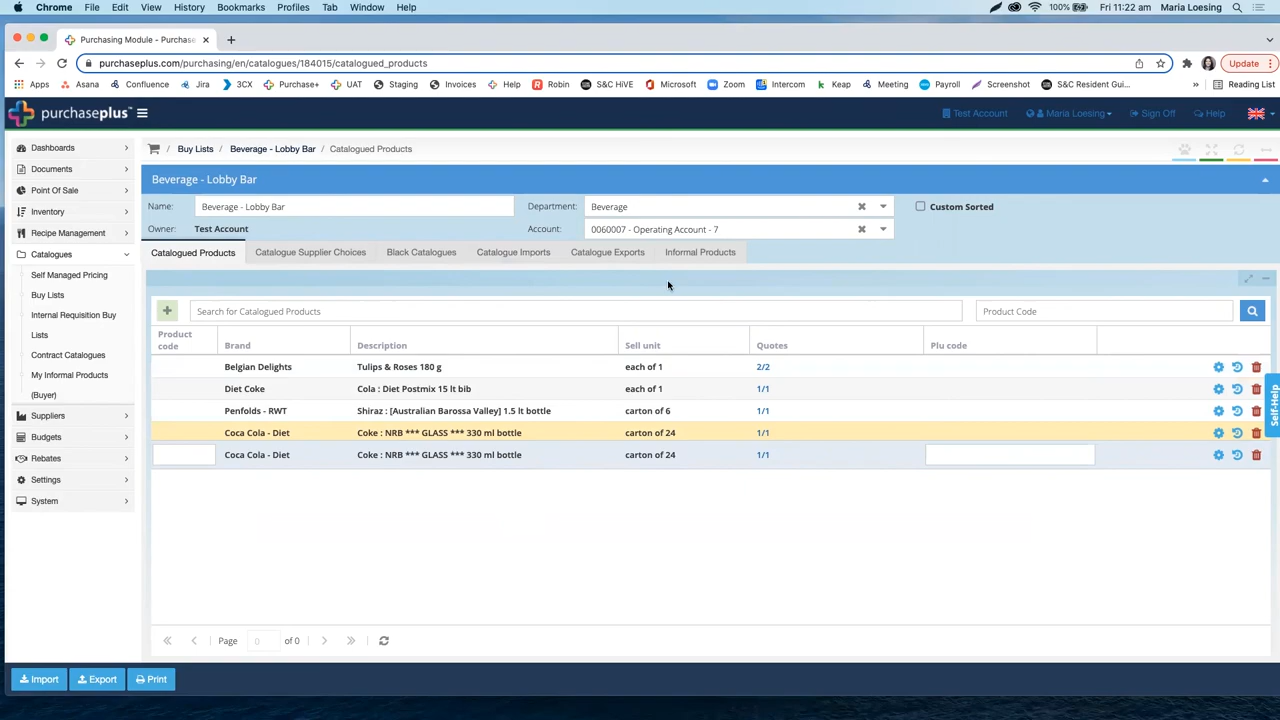 Chrome File Edit View History Bookmarks Profiles Tab Window Help 100% Fri 11:22 am Maria Loesing
Purchasing Module - Purchase
purchaseplus.com/purchasing/en/catalogues/184015/catalogued_products Update
Apps Asana Confluence Jira 3CX Purchase+ UAT Staging Invoices Help Robin S&C HiVE Microsoft Zoom Intercom Keap Meeting Payroll Screenshot S&C Resident Gui... » Reading List
purchaseplus™ Test Account Maria Loesing Sign Off Help
Dashboards
Documents
Point Of Sale
Inventory
Recipe Management
Catalogues
Self Managed Pricing
Buy Lists
Internal Requisition Buy
Lists
Contract Catalogues
My Informal Products
(Buyer)
Suppliers
Budgets
Rebates
Settings
System
/ Buy Lists / Beverage - Lobby Bar / Catalogued Products
Beverage - Lobby Bar
Name: Beverage - Lobby Bar Department: Beverage Custom Sorted
Owner: Test Account Account: 0060007 - Operating Account - 7
Catalogued Products Catalogue Supplier Choices Black Catalogues Catalogue Imports Catalogue Exports Informal Products
+ Search for Catalogued Products Product Code
Product
code Brand Description Sell unit Quotes Plu code
Belgian Delights Tulips & Roses 180 g each of 1 2/2
Diet Coke Cola : Diet Postmix 15 lt bib each of 1 1/1
Penfolds - RWT Shiraz : [Australian Barossa Valley] 1.5 lt bottle carton of 6 1/1
Coca Cola - Diet Coke : NRB *** GLASS *** 330 ml bottle carton of 24 1/1
Coca Cola - Diet Coke : NRB *** GLASS *** 330 ml bottle carton of 24 1/1
Self-Help
Page 0 of 0
Import Export Print